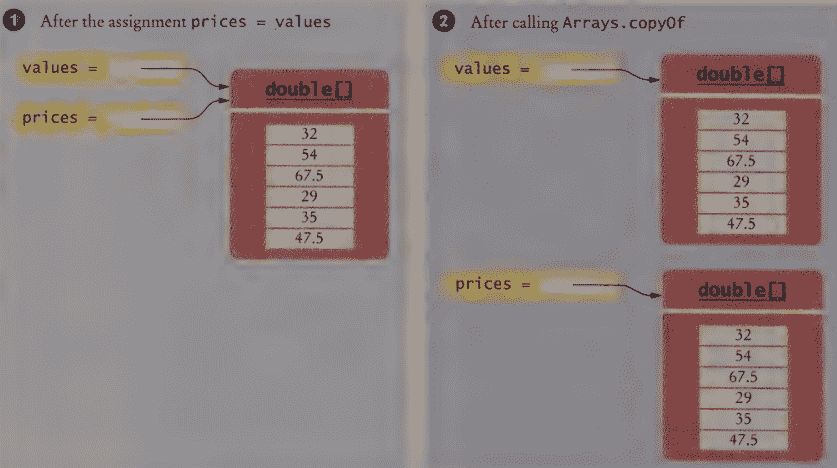 1 After the assignment prices = values
values =
prices =
double[]
32
54
67.5
29
35
47.5
2 After calling Arrays.copyOf
values =
double[]
32
54
67.5
29
35
47.5
prices =
double[]
32
54
67.5
29
35
47.5